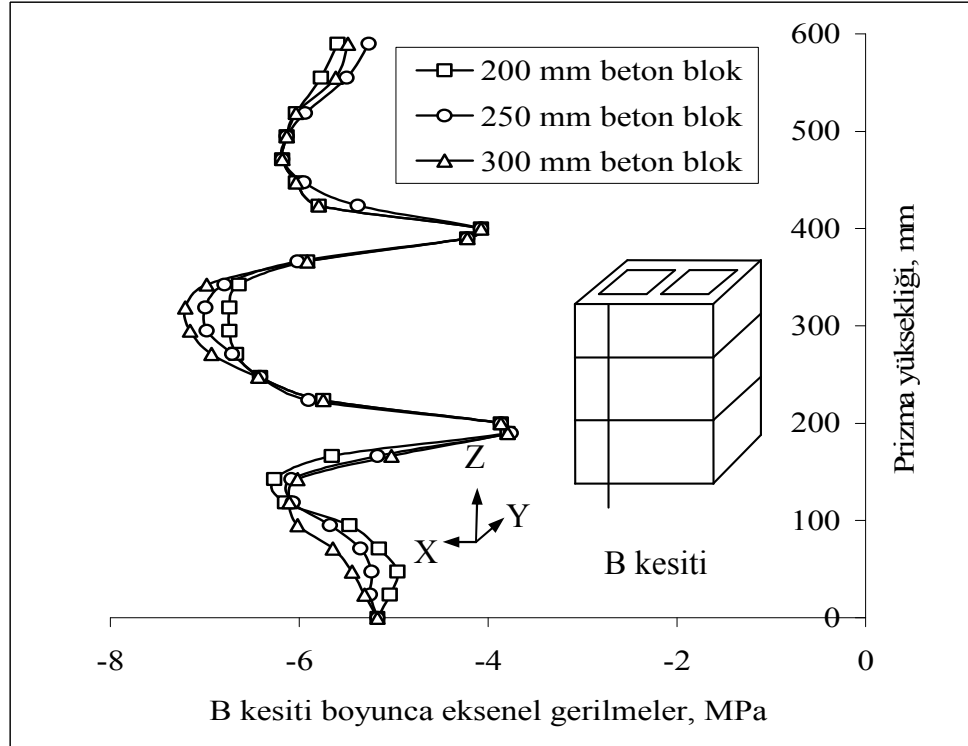 200 mm beton blok
250 mm beton blok
300 mm beton blok
600
500
400
300
200
100
0
Prizma yüksekliği, mm
Z
Y
X
B kesiti
-8
-6
-4
-2
0
B kesiti boyunca eksenel gerilmeler, MPa